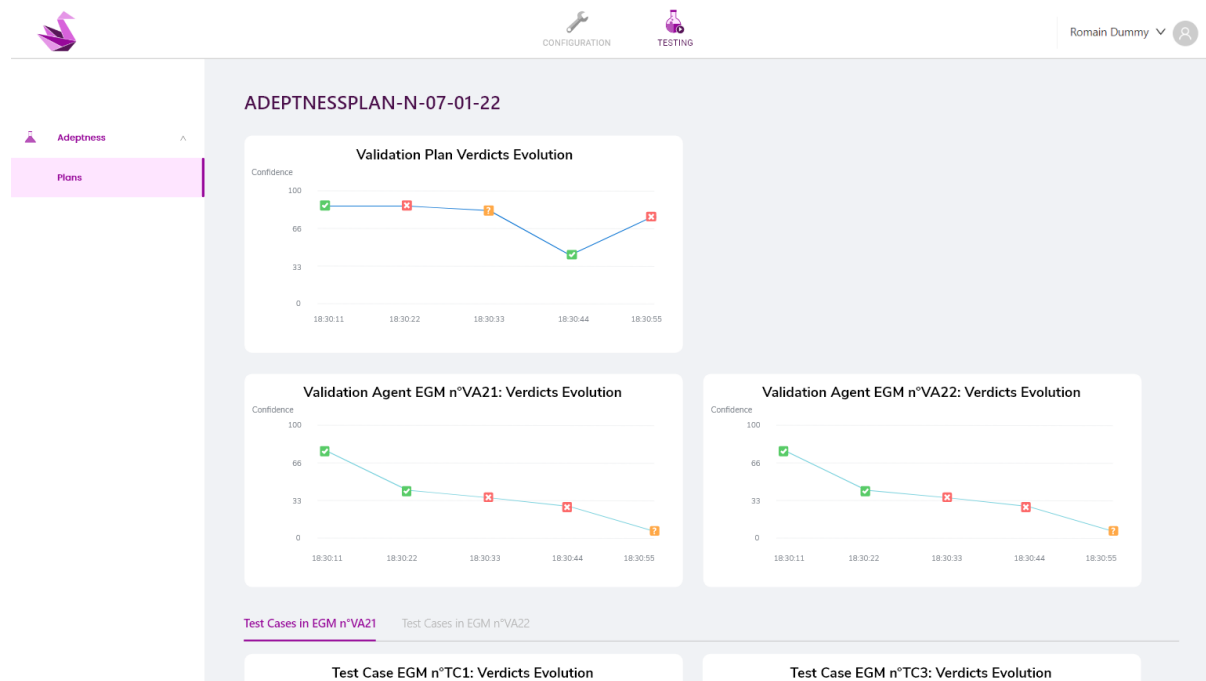 CONFIGURATION
TESTING
Romain Dummy
Adeptness
Plans
ADEPTNESSPLAN-N-07-01-22
Validation Plan Verdicts Evolution
Confidence
100
66
33
0
18:30:11 18:30:22 18:30:33 18:30:44 18:30:55
Validation Agent EGM n°VA21: Verdicts Evolution
Confidence
100
66
33
0
18:30:11 18:30:22 18:30:33 18:30:44 18:30:55
Validation Agent EGM n°VA22: Verdicts Evolution
Confidence
100
66
33
0
18:30:11 18:30:22 18:30:33 18:30:44 18:30:55
Test Cases in EGM n°VA21
Test Cases in EGM n°VA22
Test Case EGM n°TC1: Verdicts Evolution
Test Case EGM n°TC3: Verdicts Evolution